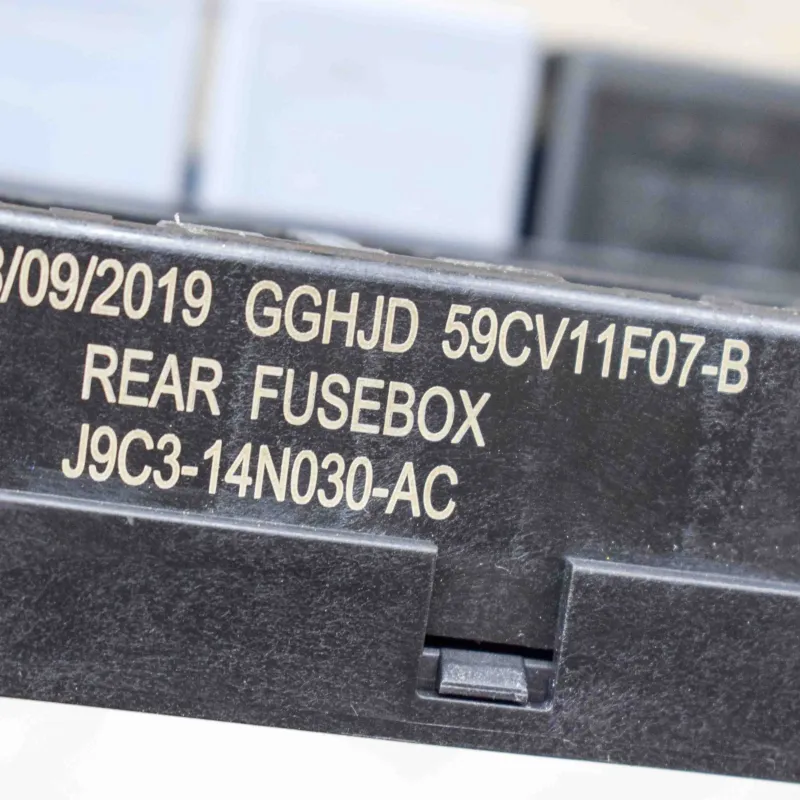 /09/2019 GGHJD 59CV11F07-B
REAR FUSEBOX
J9C3-14N030-AC